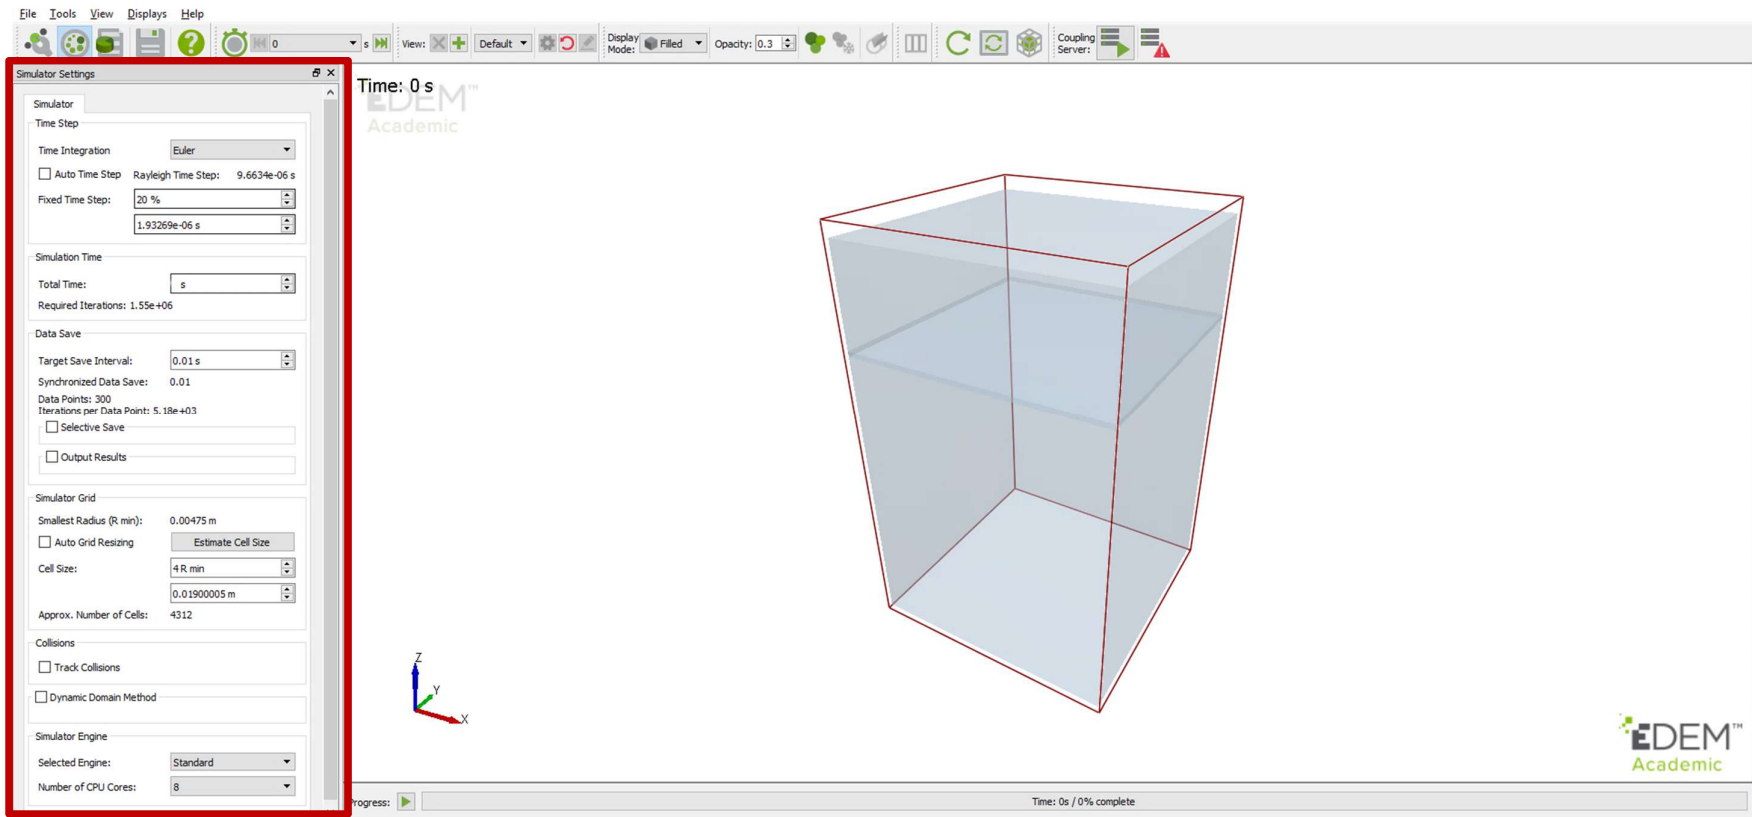 File Tools View Displays Help
0 s View: Default Display Mode: Filled Opacity: 0.3 Coupling Server:
Simulator Settings
Time: 0 s
EDEM™
Academic
Simulator
Time Step
Time Integration Euler
Auto Time Step Rayleigh Time Step: 9.6634e-06 s
Fixed Time Step: 20 %
1.93269e-06 s
Simulation Time
Total Time: s
Required Iterations: 1.55e+06
Data Save
Target Save Interval: 0.01 s
Synchronized Data Save: 0.01
Data Points: 300
Iterations per Data Point: 5.18e+03
Selective Save
Output Results
Simulator Grid
Smallest Radius (R min): 0.00475 m
Auto Grid Resizing Estimate Cell Size
Cell Size: 4 R min
0.01900005 m
Approx. Number of Cells: 4312
Collisions
Track Collisions
Dynamic Domain Method
Simulator Engine
Selected Engine: Standard
Number of CPU Cores: 8
Z
Y
X
EDEM™
Academic
Progress: Time: 0s / 0% complete